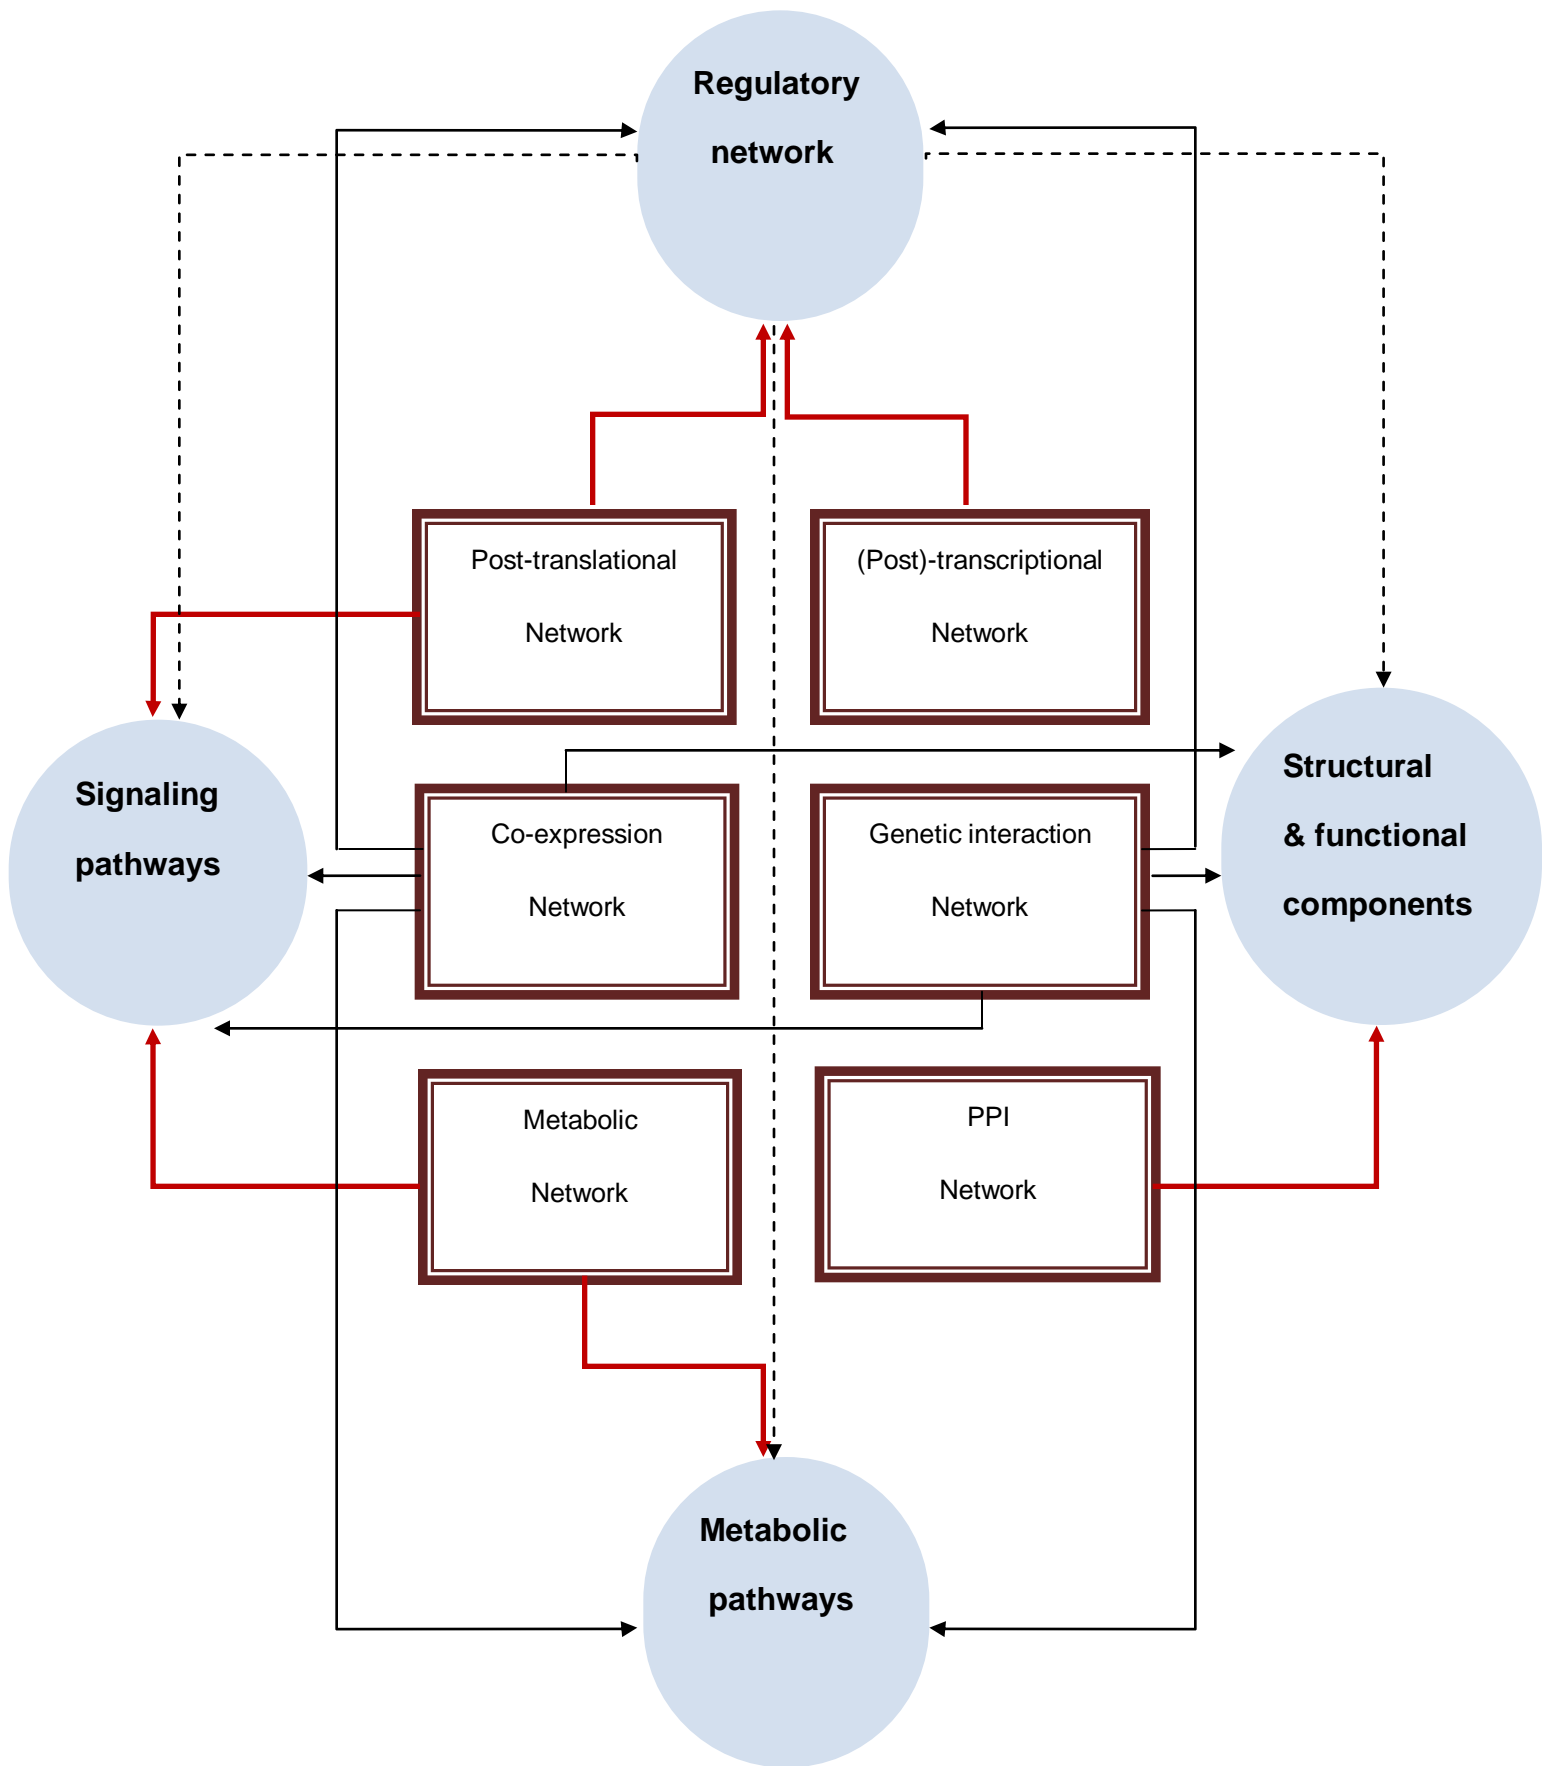 Regulatory
network
Post-translational
Network
(Post)-transcriptional
Network
Signaling
pathways
Co-expression
Network
Genetic interaction
Network
Structural
& functional
components
Metabolic
Network
PPI
Network
Metabolic
pathways